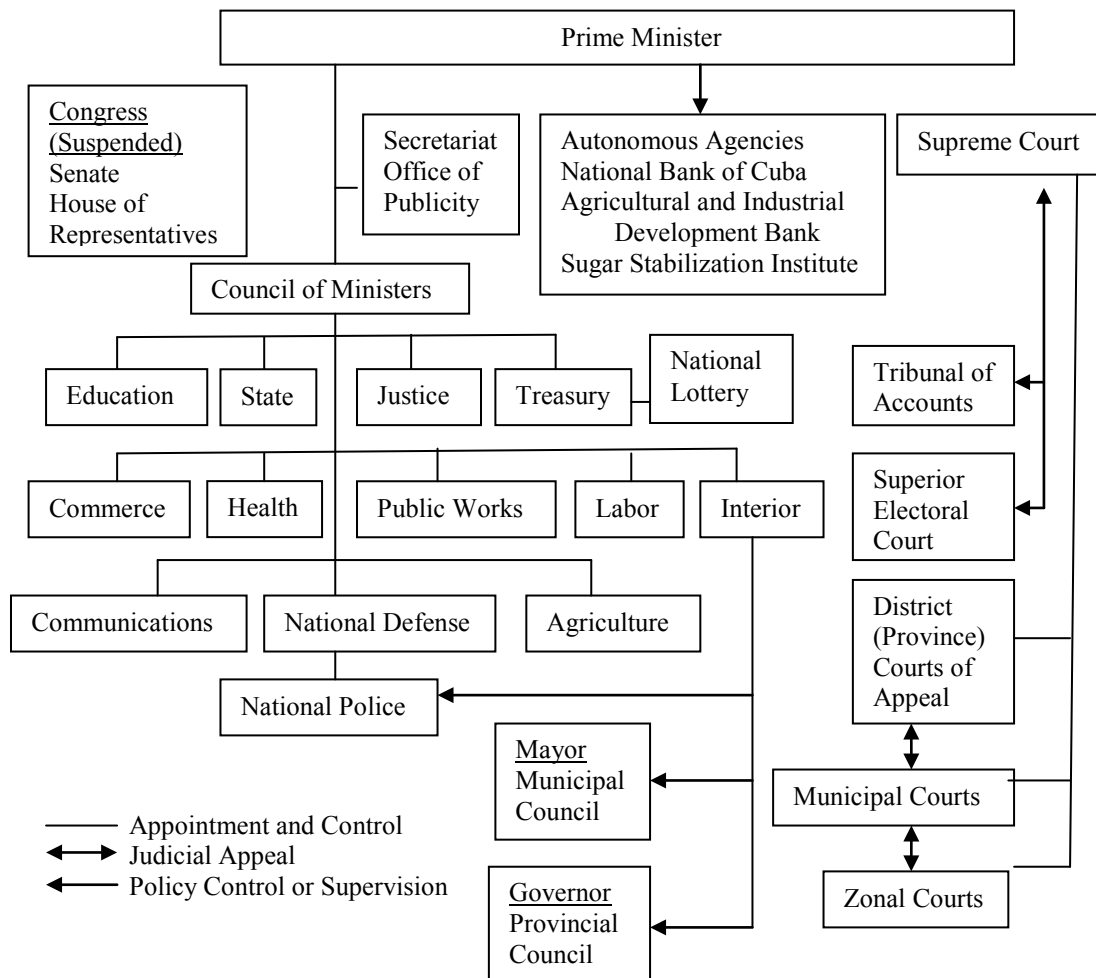 Prime Minister
Congress
(Suspended)
Senate
House of
Representatives
Secretariat
Office of
Publicity
Autonomous Agencies
National Bank of Cuba
Agricultural and Industrial
Development Bank
Sugar Stabilization Institute
Supreme Court
Council of Ministers
Education
State
Justice
Treasury
National
Lottery
Tribunal of
Accounts
Commerce
Health
Public Works
Labor
Interior
Superior
Electoral
Court
Communications
National Defense
Agriculture
District
(Province)
Courts of
Appeal
National Police
Mayor
Municipal
Council
Municipal Courts
Governor
Provincial
Council
Zonal Courts
Appointment and Control
Judicial Appeal
Policy Control or Supervision